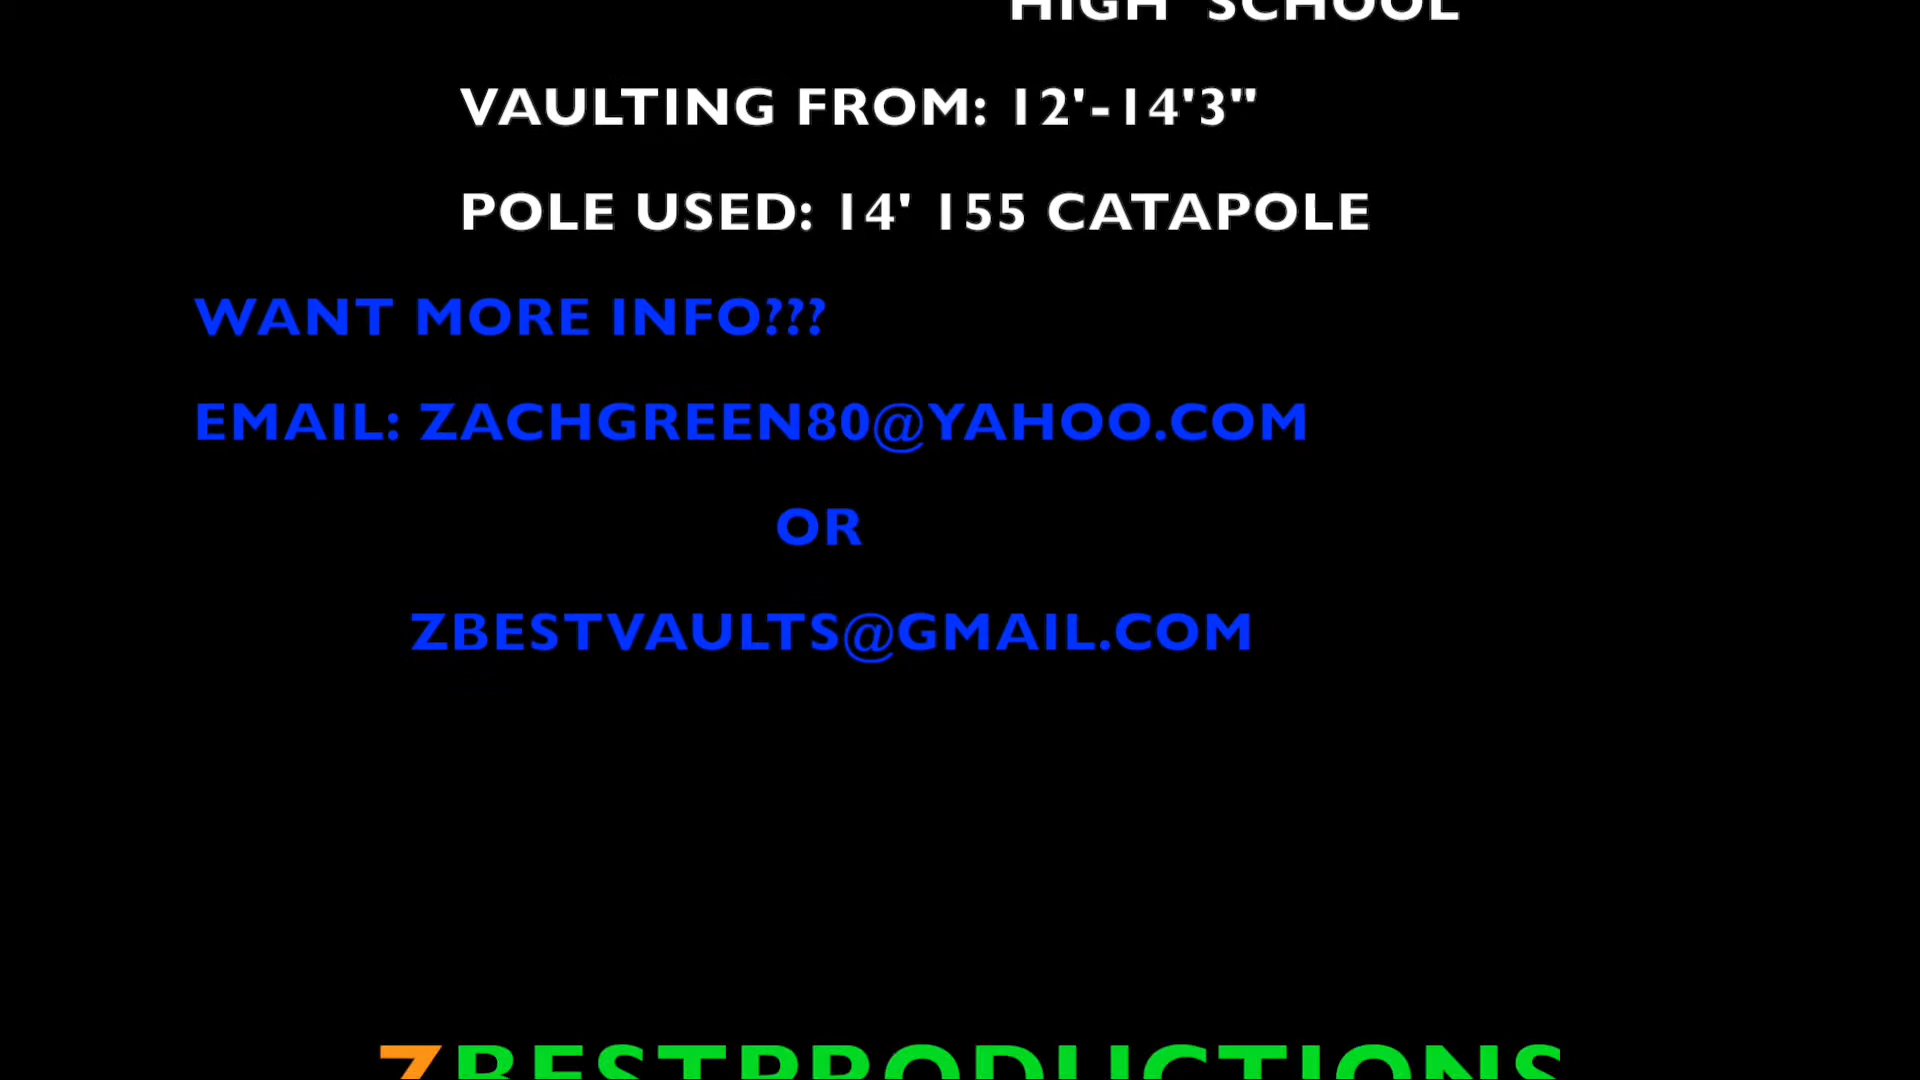 HIGH SCHOOL
VAULTING FROM: 12'-14'3"
POLE USED: 14' 155 CATAPOLE
WANT MORE INFO???
EMAIL: ZACHGREEN80@YAHOO.COM
OR
ZBESTVAULTS@GMAIL.COM
ZBESTPRODUCTIONS